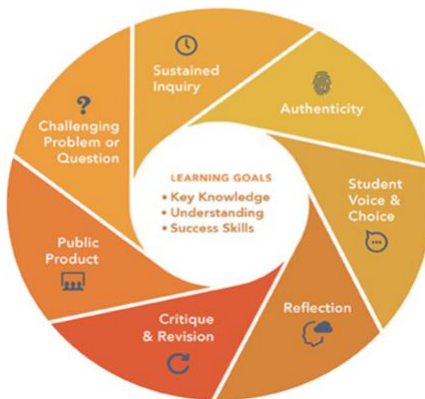 Sustained
Inquiry
Authenticity
Student
Voice &
Choice
Reflection
Critique
& Revision
Public
Product
?
Challenging
Problem or
Question
LEARNING GOALS
• Key Knowledge
• Understanding
• Success Skills